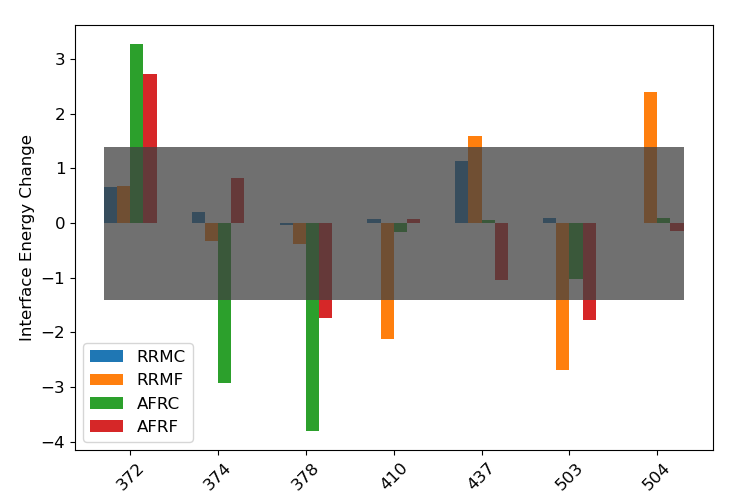 Interface Energy Change
3
2
1
0
−1
−2
−3
−4
RRMC
RRMF
AFRC
AFRF
372 374 378 410 437 503 504